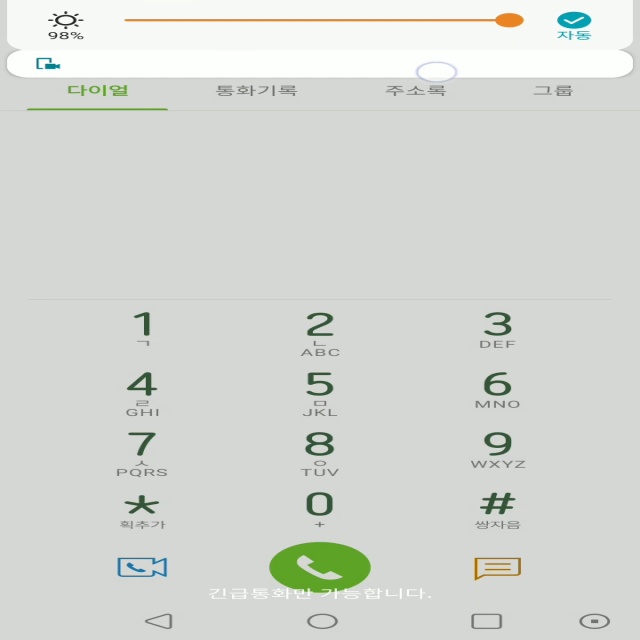 98%
자동
다이얼 통화기록 주소록 그룹
1 2 3
ㄱ ㄴ
ABC DEF
4 5 6
ㄹ ㅁ
GHI JKL MNO
7 8 9
ㅅ ㅇ
PQRS TUV WXYZ
* 0 #
획추가 + 쌍자음
긴급통화만 가능합니다.